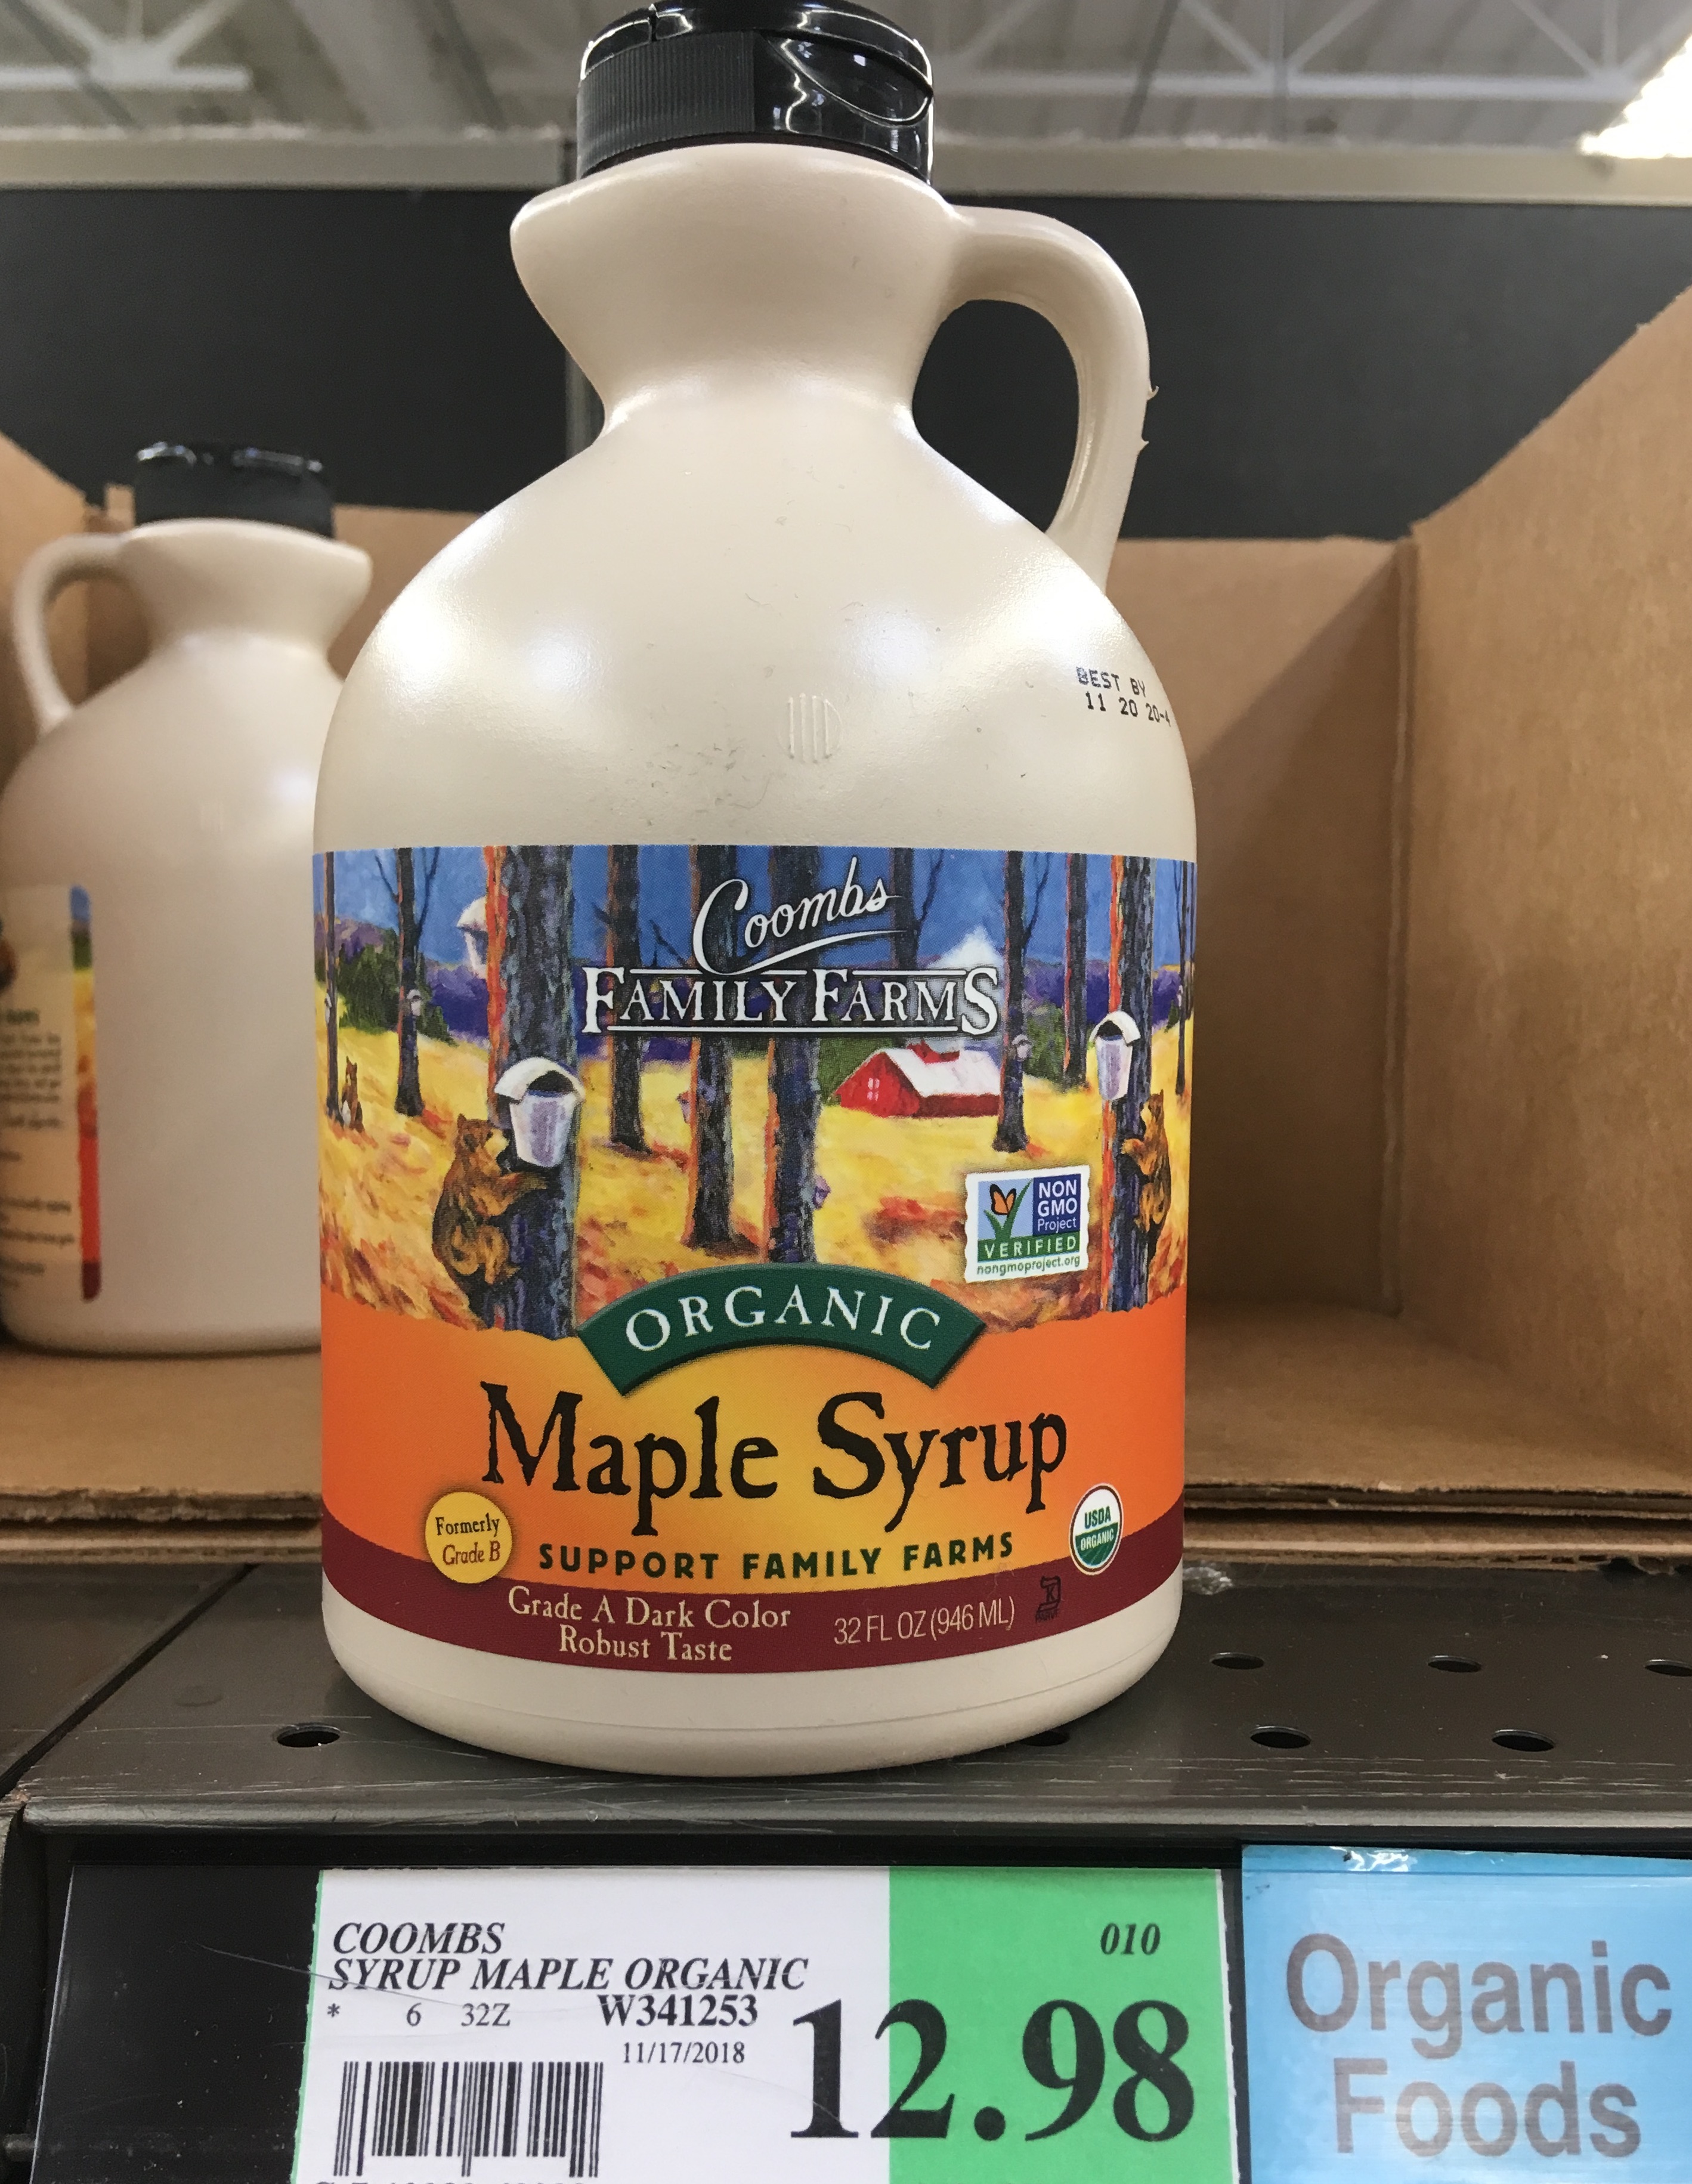 BEST BY
11 20 20-4
Coombs
FAMILY FARMS
NON
GMO
Project
VERIFIED
nongmoproject.org
ORGANIC
Maple Syrup
Formerly
Grade B
SUPPORT FAMILY FARMS
USDA
ORGANIC
Grade A Dark Color
Robust Taste
32 FL OZ (946 ML)
K
COOMBS
SYRUP MAPLE ORGANIC
* 6 32Z W341253
11/17/2018
010
12.98
Organic
Foods